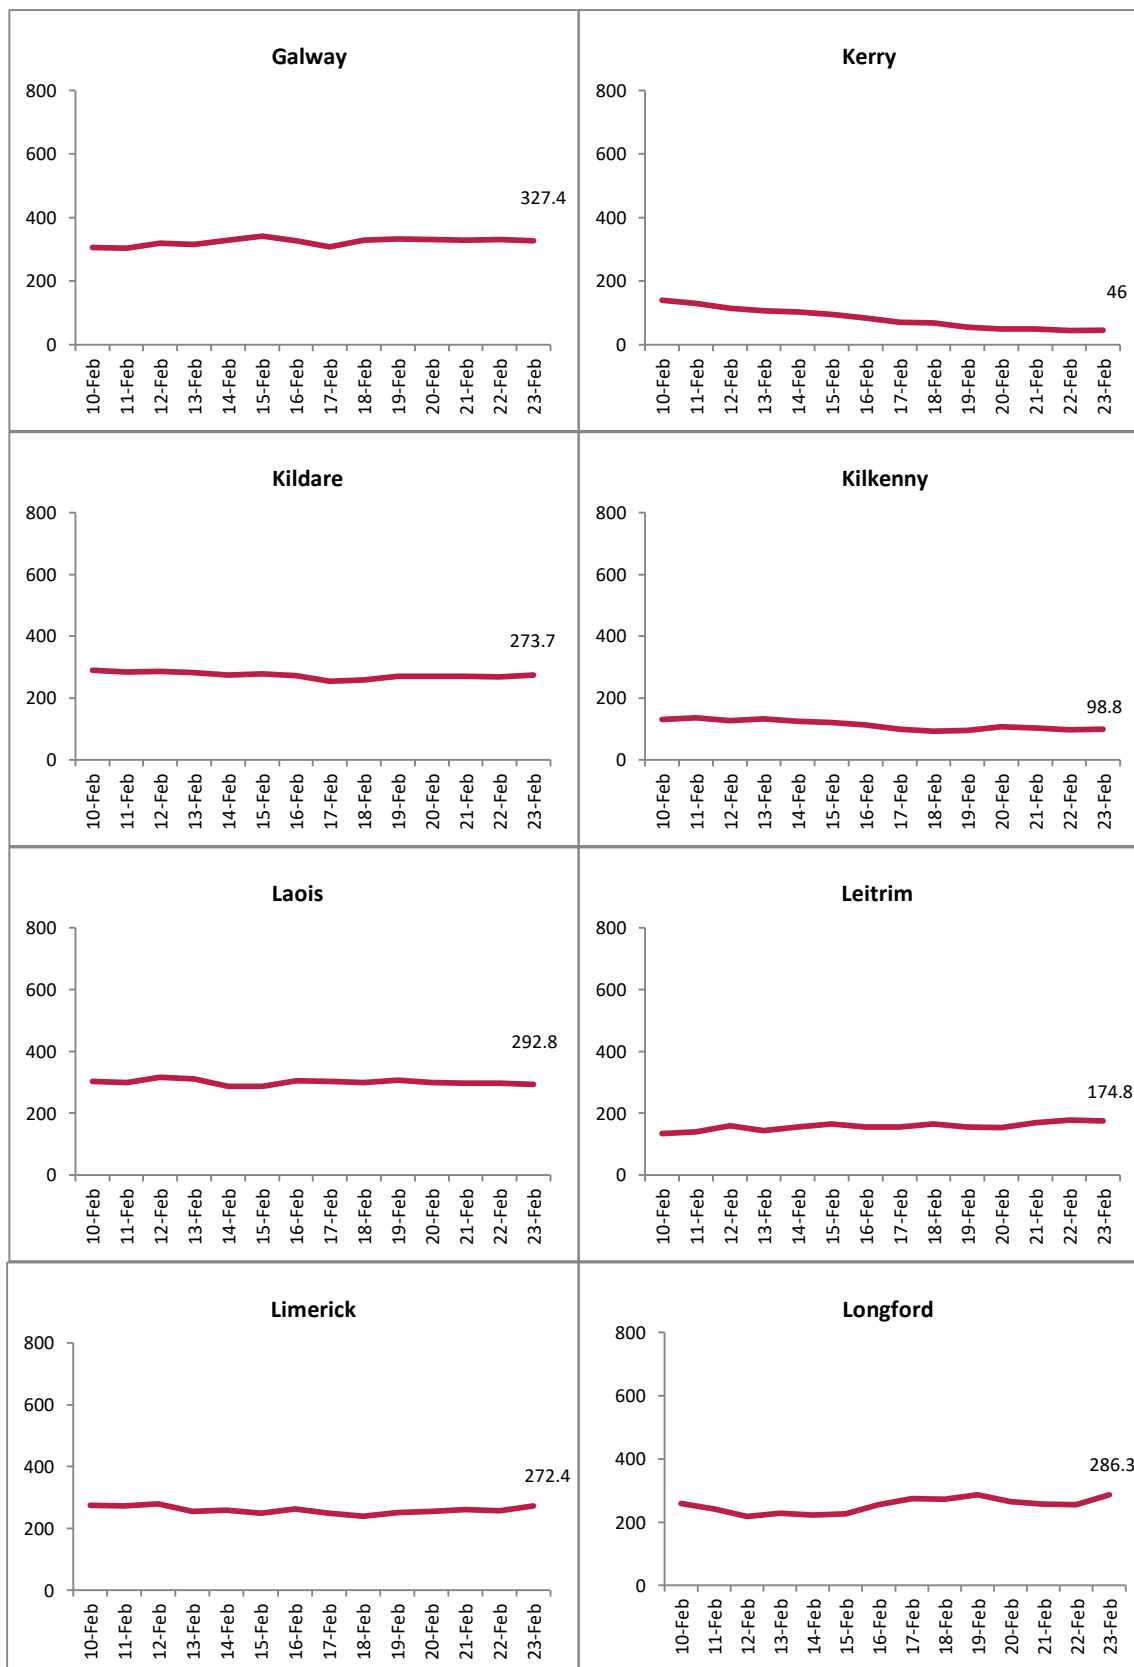 Galway
800
600
400
200
0
327.4
10-Feb
11-Feb
12-Feb
13-Feb
14-Feb
15-Feb
16-Feb
17-Feb
18-Feb
19-Feb
20-Feb
21-Feb
22-Feb
23-Feb
Kerry
800
600
400
200
0
46
10-Feb
11-Feb
12-Feb
13-Feb
14-Feb
15-Feb
16-Feb
17-Feb
18-Feb
19-Feb
20-Feb
21-Feb
22-Feb
23-Feb
Kildare
800
600
400
200
0
273.7
10-Feb
11-Feb
12-Feb
13-Feb
14-Feb
15-Feb
16-Feb
17-Feb
18-Feb
19-Feb
20-Feb
21-Feb
22-Feb
23-Feb
Kilkenny
800
600
400
200
0
98.8
10-Feb
11-Feb
12-Feb
13-Feb
14-Feb
15-Feb
16-Feb
17-Feb
18-Feb
19-Feb
20-Feb
21-Feb
22-Feb
23-Feb
Laois
800
600
400
200
0
292.8
10-Feb
11-Feb
12-Feb
13-Feb
14-Feb
15-Feb
16-Feb
17-Feb
18-Feb
19-Feb
20-Feb
21-Feb
22-Feb
23-Feb
Leitrim
800
600
400
200
0
174.8
10-Feb
11-Feb
12-Feb
13-Feb
14-Feb
15-Feb
16-Feb
17-Feb
18-Feb
19-Feb
20-Feb
21-Feb
22-Feb
23-Feb
Limerick
800
600
400
200
0
272.4
10-Feb
11-Feb
12-Feb
13-Feb
14-Feb
15-Feb
16-Feb
17-Feb
18-Feb
19-Feb
20-Feb
21-Feb
22-Feb
23-Feb
Longford
800
600
400
200
0
286.3
10-Feb
11-Feb
12-Feb
13-Feb
14-Feb
15-Feb
16-Feb
17-Feb
18-Feb
19-Feb
20-Feb
21-Feb
22-Feb
23-Feb